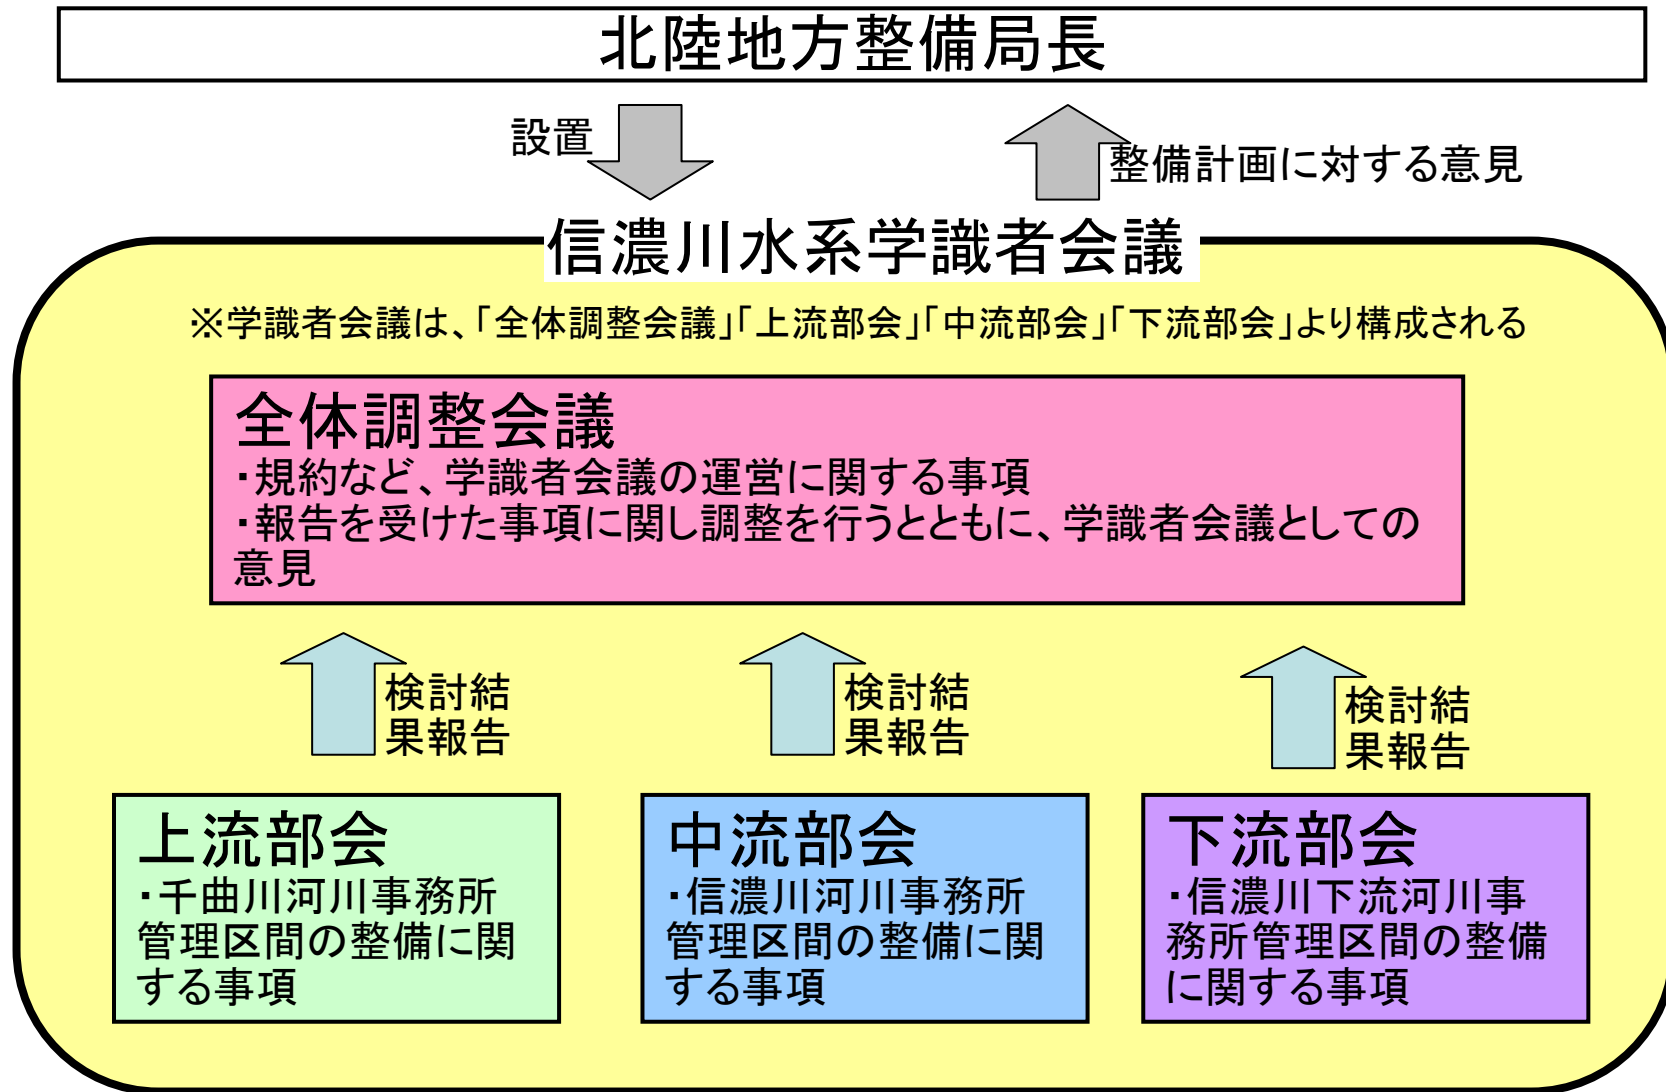 北陸地方整備局長
設置
整備計画に対する意見
信濃川水系学識者会議
※学識者会議は、「全体調整会議」「上流部会」「中流部会」「下流部会」より構成される
全体調整会議
・規約など、学識者会議の運営に関する事項
・報告を受けた事項に関し調整を行うとともに、学識者会議としての
意見
検討結
果報告
検討結
果報告
検討結
果報告
上流部会
・千曲川河川事務所
管理区間の整備に関
する事項
中流部会
・信濃川河川事務所
管理区間の整備に関
する事項
下流部会
・信濃川下流河川事
務所管理区間の整備
に関する事項